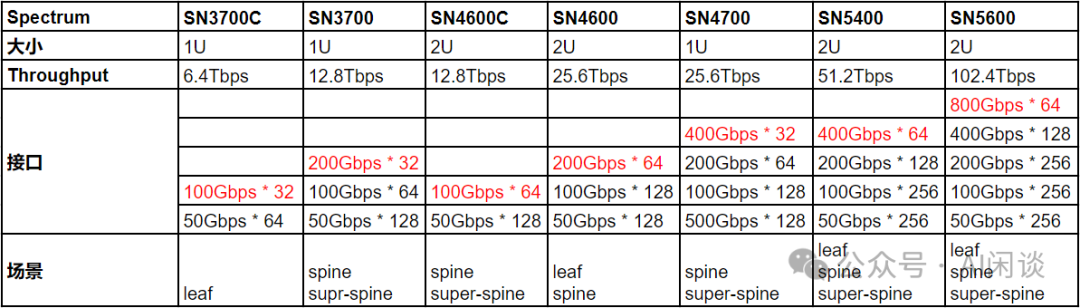 Spectrum SN3700C SN3700 SN4600C SN4600 SN4700 SN5400 SN5600
大小 1U 1U 2U 2U 1U 2U 2U
Throughput 6.4Tbps 12.8Tbps 12.8Tbps 25.6Tbps 25.6Tbps 51.2Tbps 102.4Tbps
800Gbps * 64
400Gbps * 32 400Gbps * 64 400Gbps * 128
接口 200Gbps * 32 200Gbps * 64 200Gbps * 64 200Gbps * 128 200Gbps * 256
100Gbps * 32 100Gbps * 64 100Gbps * 64 100Gbps * 128 100Gbps * 128 100Gbps * 256 100Gbps * 256
50Gbps * 64 50Gbps * 128 50Gbps * 128 50Gbps * 128 500Gbps * 128 50Gbps * 256 50Gbps * 256
leaf leaf
场景 spine spine leaf spine spine spine
leaf supr-spine super-spine spine super-spine super-spine super-spine
公众号 · AI闲谈